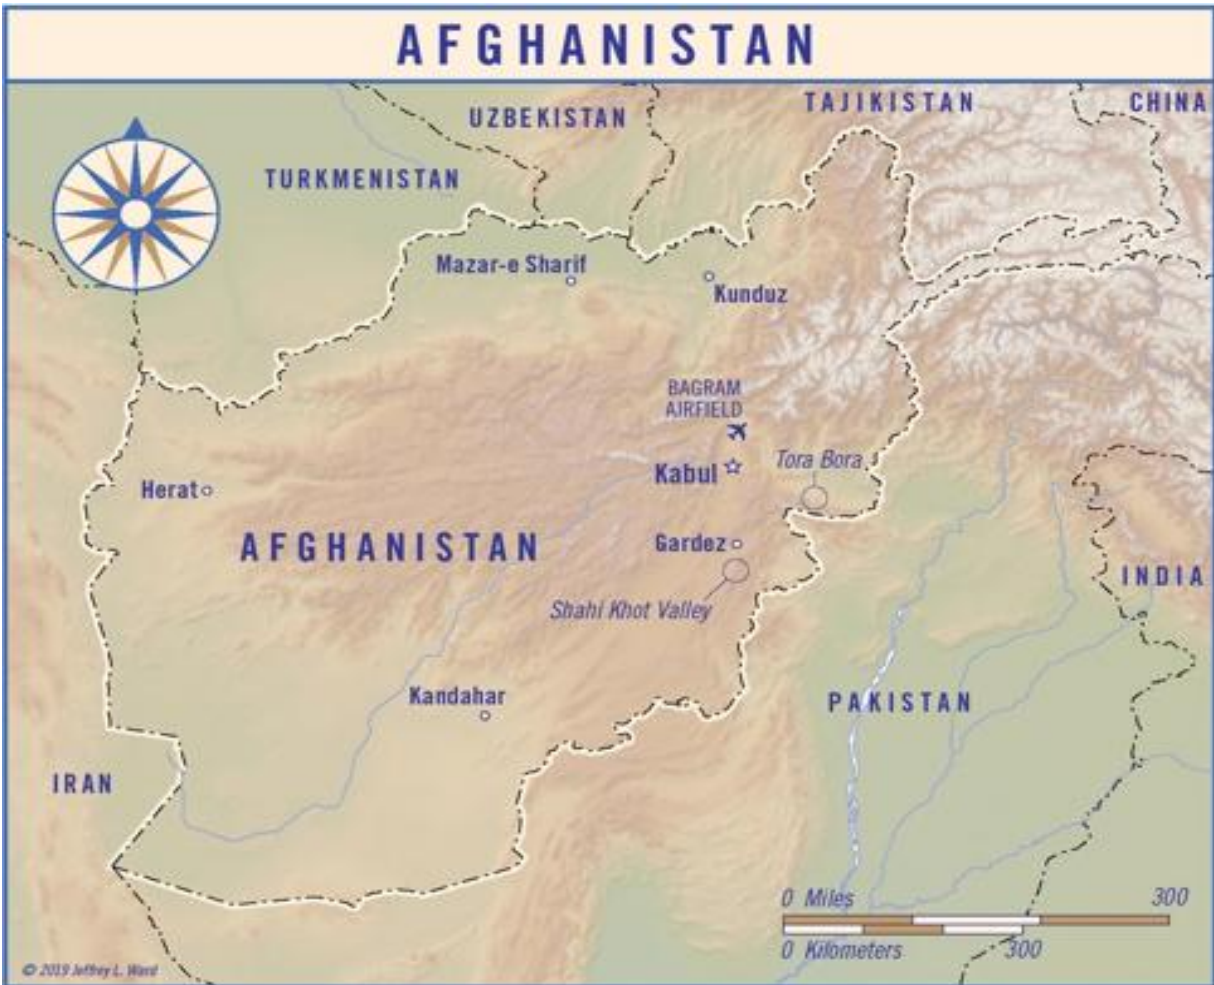 AFGHANISTAN
UZBEKISTAN
TAJIKISTAN
CHINA
TURKMENISTAN
Mazar-e Sharif
Kunduz
BAGRAM
AIRFIELD
Tora Bora
Kabul
Herat
AFGHANISTAN
Gardez
INDIA
Shahi Khot Valley
Kandahar
PAKISTAN
IRAN
0 Miles 300
0 Kilometers 300
© 2019 Jeffrey L. Ward